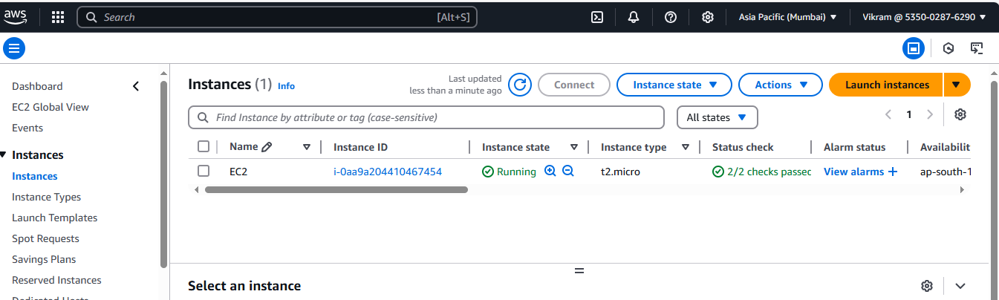 aws Search [Alt+S] Asia Pacific (Mumbai) Vikram @ 5350-0287-6290
Dashboard
EC2 Global View
Events
Instances
Instances
Instance Types
Launch Templates
Spot Requests
Savings Plans
Reserved Instances
Dedicated Hosts
Instances (1) Info
Last updated
less than a minute ago
Connect Instance state Actions Launch instances
Find Instance by attribute or tag (case-sensitive) All states 1
Name Instance ID Instance state Instance type Status check Alarm status Availabilit
EC2 i-0aa9a204410467454 Running t2.micro 2/2 checks passec View alarms + ap-south-1
Select an instance